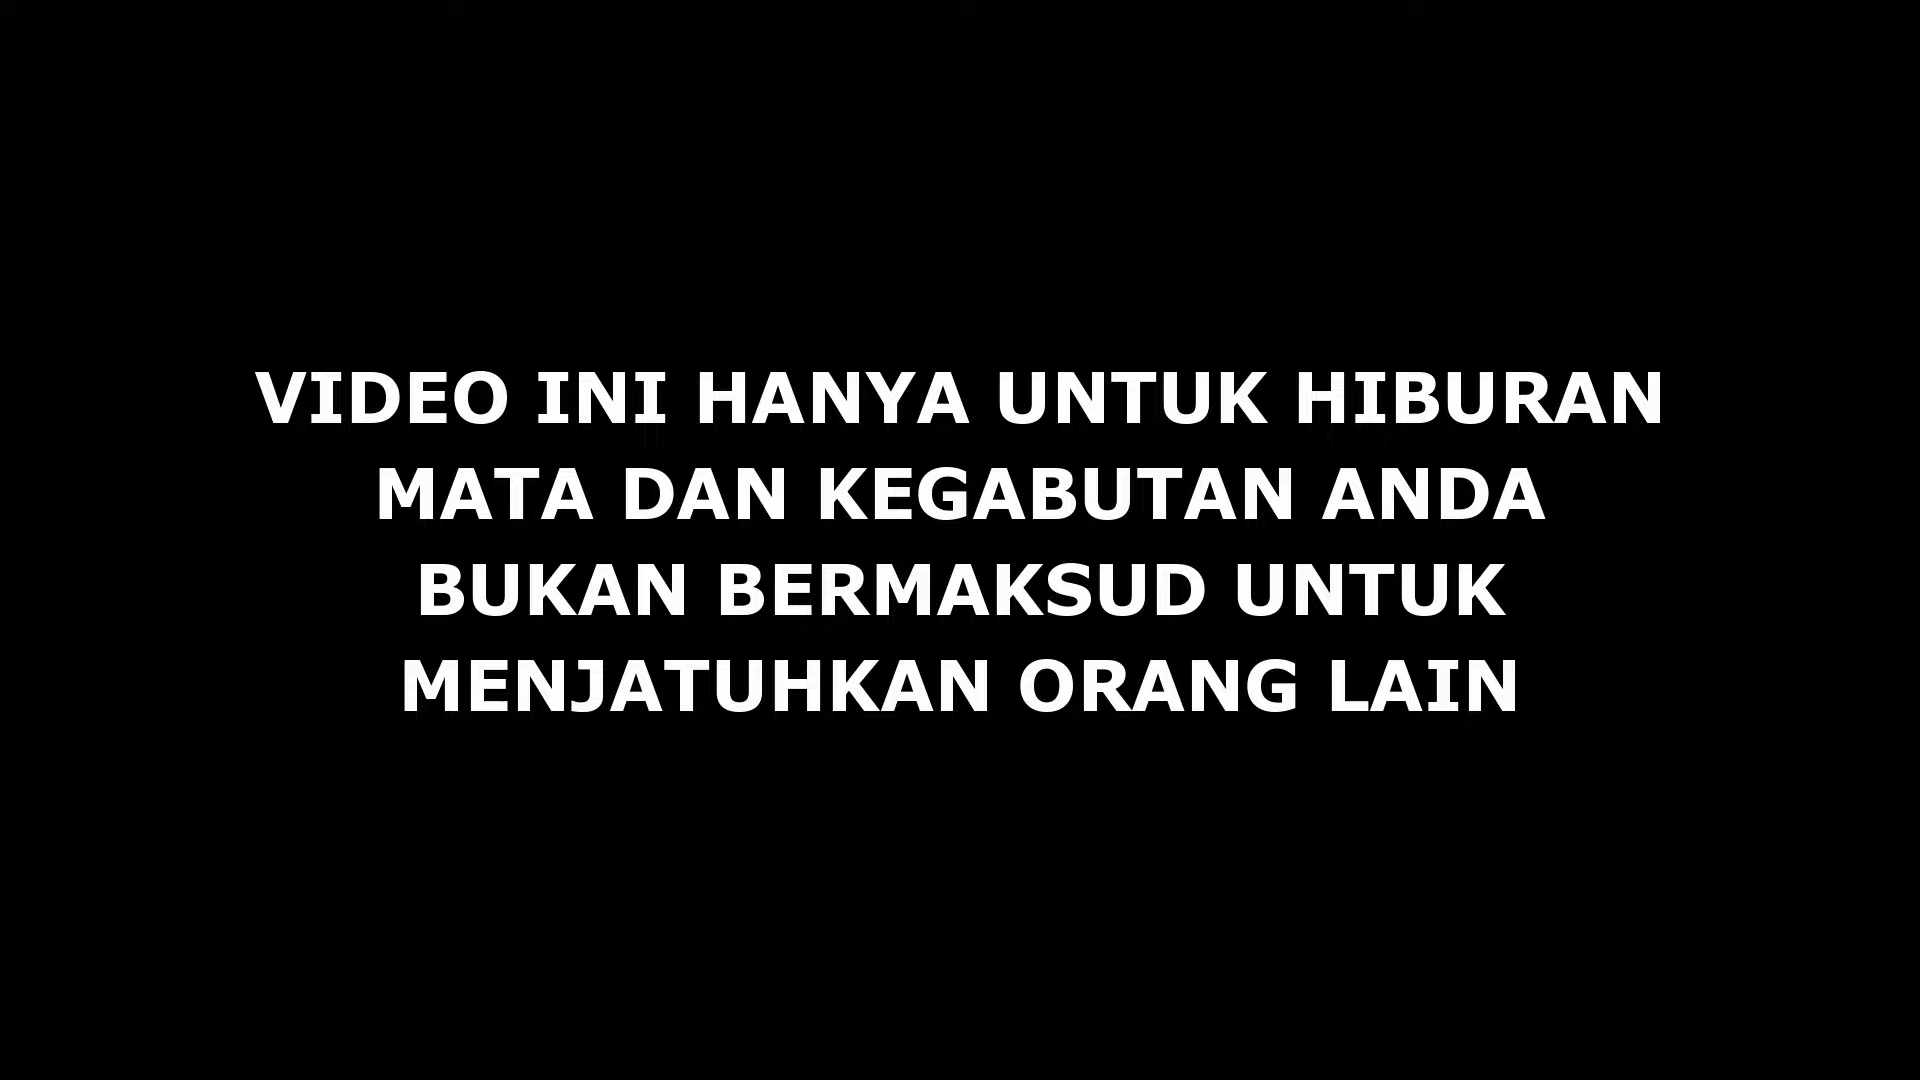 VIDEO INI HANYA UNTUK HIBURAN
MATA DAN KEGABUTAN ANDA
BUKAN BERMAKSUD UNTUK
MENJATUHKAN ORANG LAIN